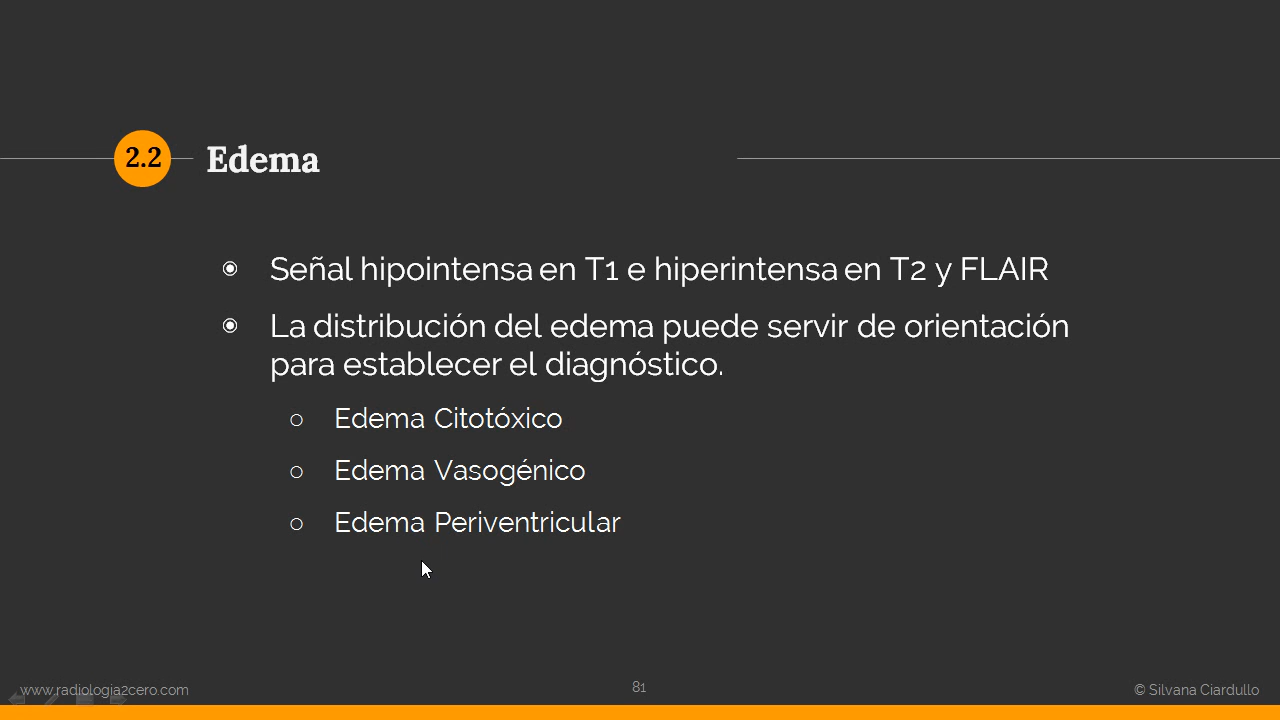 2.2 Edema
Señal hipointensa en T1 e hiperintensa en T2 y FLAIR
La distribución del edema puede servir de orientación
para establecer el diagnóstico.
Edema Citotóxico
Edema Vasogénico
Edema Periventricular
www.radiologia2cero.com
81
© Silvana Ciardullo